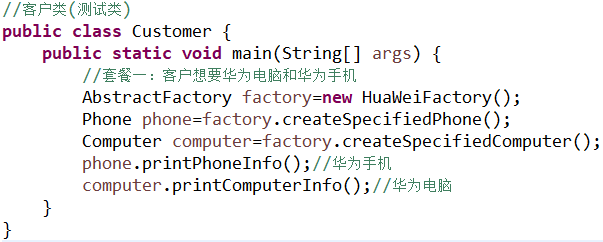 //客户类(测试类)
public class Customer {
    public static void main(String[] args) {
        //套餐一：客户想要华为电脑和华为手机
        AbstractFactory factory=new HuaWeiFactory();
        Phone phone=factory.createSpecifiedPhone();
        Computer computer=factory.createSpecifiedComputer();
        phone.printPhoneInfo();//华为手机
        computer.printComputerInfo();//华为电脑
    }
}